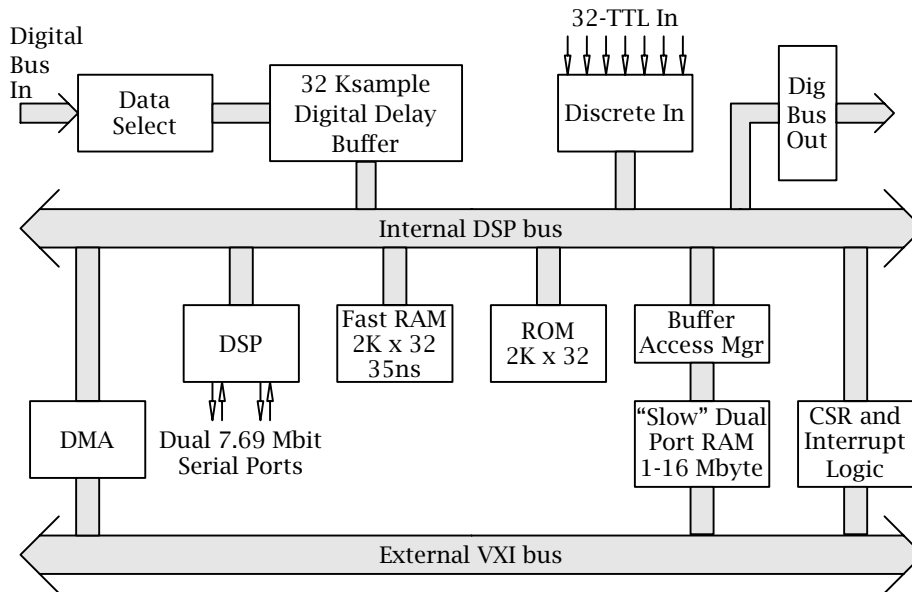 Digital
Bus
In
Data
Select
32 Ksample
Digital Delay
Buffer
32-TTL In
Discrete In
Dig
Bus
Out
Internal DSP bus
DSP
Fast RAM
2K x 32
35ns
ROM
2K x 32
Buffer
Access Mgr
DMA
Dual 7.69 Mbit
Serial Ports
“Slow” Dual
Port RAM
1-16 Mbyte
CSR and
Interrupt
Logic
External VXI bus